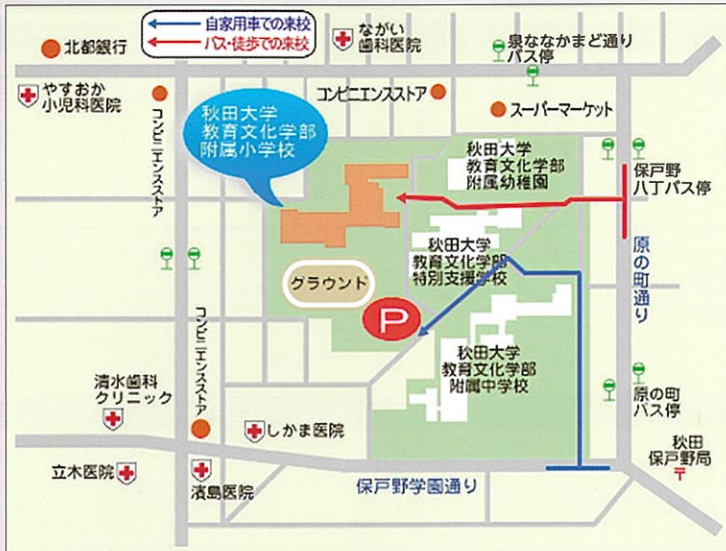 自家用車での来校
バス・徒歩での来校
北都銀行
ながい
歯科医院
泉ななかまど通り
バス停
やすおか
小児科医院
コンビニエンスストア
コンビニエンスストア
スーパーマーケット
秋田大学
教育文化学部
附属小学校
秋田大学
教育文化学部
附属幼稚園
保戸野
八丁バス停
秋田大学
教育文化学部
特別支援学校
原の町通り
グラウンド
P
コンビニエンスストア
秋田大学
教育文化学部
附属中学校
清水歯科
クリニック
原の町
バス停
しかま医院
秋田
保戸野局
〒
立木医院
濱島医院
保戸野学園通り